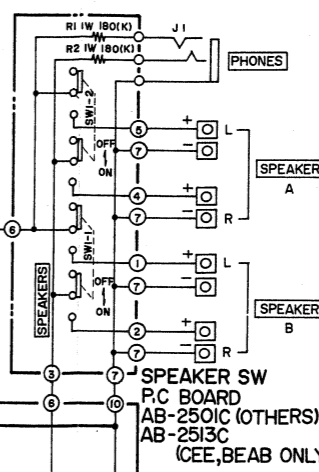 R1 1W 180(K)
J1
R2 1W 180(K)
PHONES
SW1-2
5
+
L
7
−
OFF
ON
SPEAKER
A
4
+
7
−
R
6
SW1-1
1
+
L
7
−
OFF
ON
SPEAKERS
SPEAKER
B
2
+
7
−
R
3
7
SPEAKER SW
P.C BOARD
6
10
AB-2501C (OTHERS)
AB-2513C
(CEE,BEAB ONLY